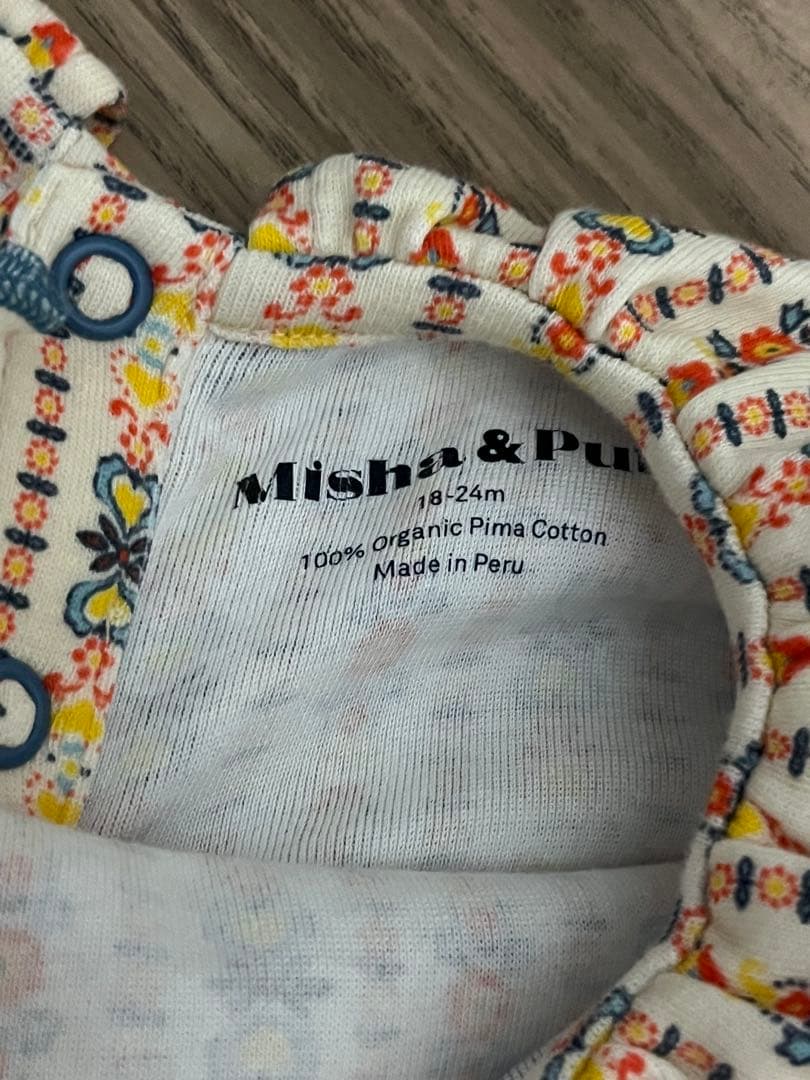 Misha & Pu
18-24m
100% Organic Pima Cotton
Made in Peru